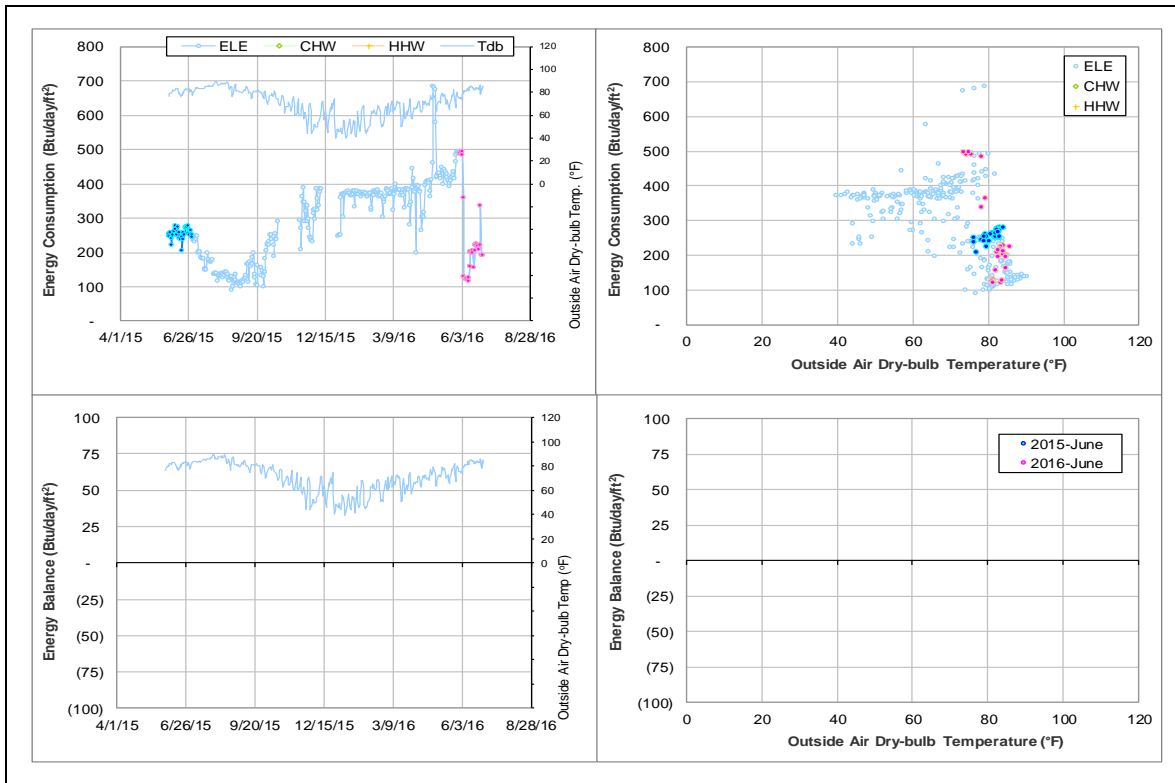 800
700
600
500
400
300
200
100
-
Energy Consumption (Btu/day/ft²)
ELE CHW HHW Tdb
120
100
80
60
40
20
0
Outside Air Dry-bulb Temp. (°F)
4/1/15 6/26/15 9/20/15 12/15/15 3/9/16 6/3/16 8/28/16
800
700
600
500
400
300
200
100
-
Energy Consumption (Btu/day/ft²)
ELE
CHW
HHW
0 20 40 60 80 100 120
Outside Air Dry-bulb Temperature (°F)
100
75
50
25
-
(25)
(50)
(75)
(100)
Energy Balance (Btu/day/ft²)
120
100
80
60
40
20
0
Outside Air Dry-bulb Temp (°F)
4/1/15 6/26/15 9/20/15 12/15/15 3/9/16 6/3/16 8/28/16
100
75
50
25
-
(25)
(50)
(75)
(100)
Energy Balance (Btu/day/ft²)
2015-June
2016-June
0 20 40 60 80 100 120
Outside Air Dry-bulb Temperature (°F)